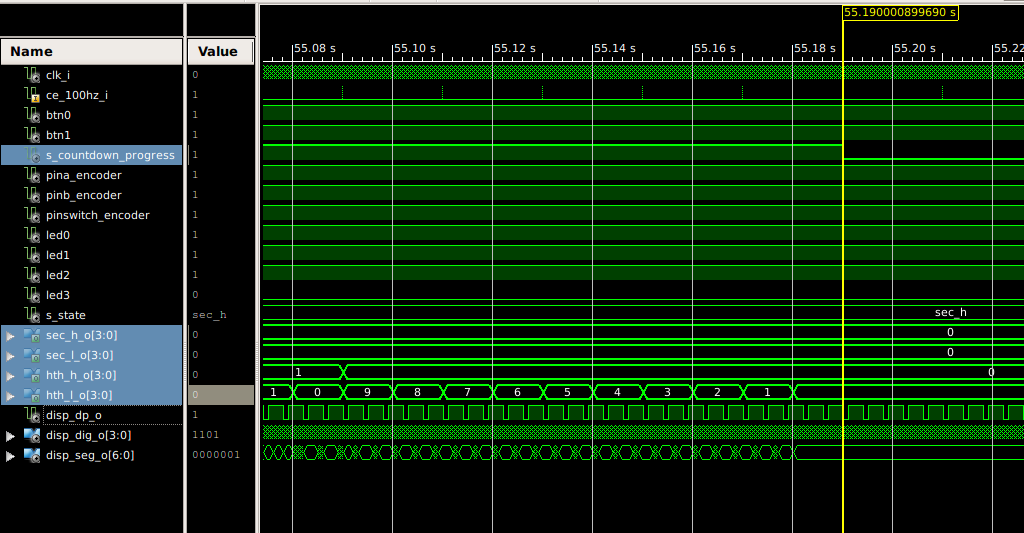 55.190000899690 s
Name Value 55.08 s 55.10 s 55.12 s 55.14 s 55.16 s 55.18 s 55.20 s 55.22
clk_i 0
ce_100hz_i 1
btn0 1
btn1 1
s_countdown_progress 1
pina_encoder 1
pinb_encoder 1
pinswitch_encoder 1
led0 1
led1 1
led2 1
led3 0
s_state sec_h sec_h
sec_h_o[3:0] 0 0
sec_l_o[3:0] 0 0
hth_h_o[3:0] 0 1 0
hth_l_o[3:0] 0 1 0 9 8 7 6 5 4 3 2 1
disp_dp_o 1
disp_dig_o[3:0] 1101
disp_seg_o[6:0] 0000001